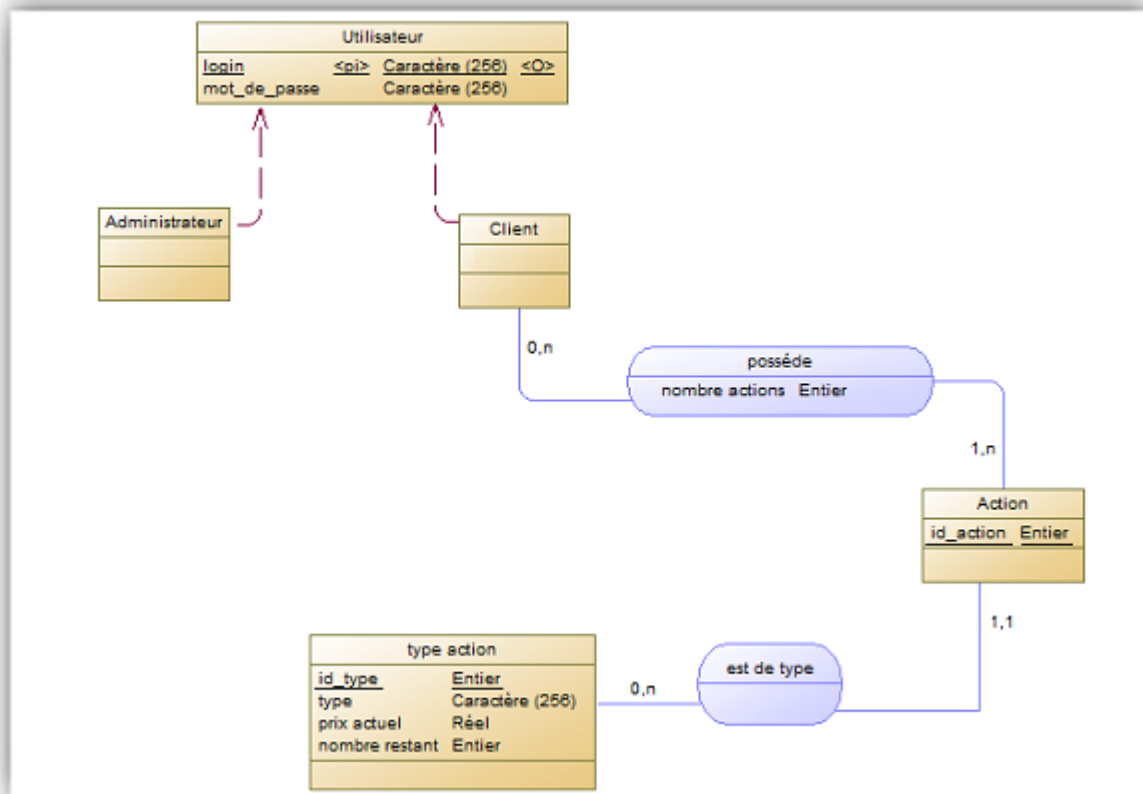 Utilisateur
login <pi> Caractère (256) <O>
mot_de_passe Caractère (256)
Administrateur
Client
0,n
posséde
nombre actions Entier
1,n
Action
id_action Entier
1,1
type action
id_type Entier
type Caractère (256)
prix actuel Réel
nombre restant Entier
0,n
est de type